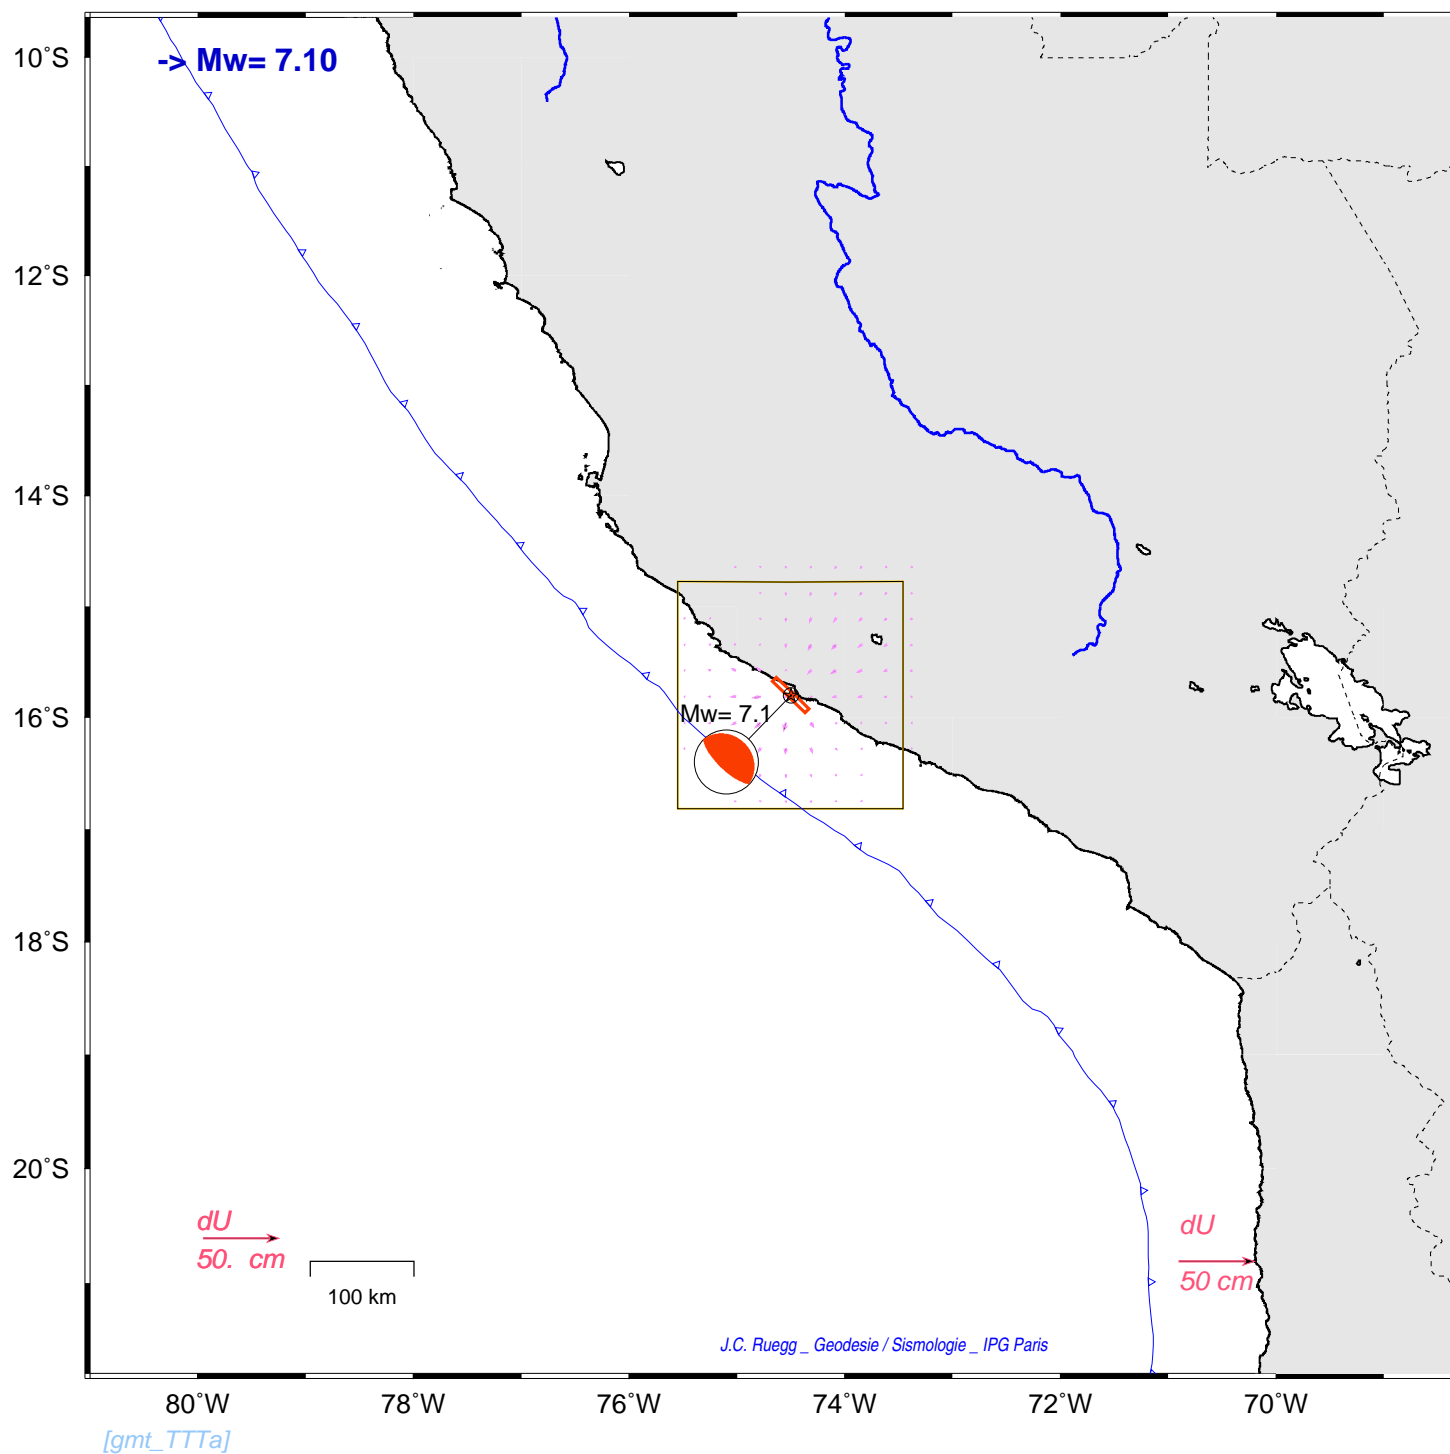 -> Mw= 7.10
10°S
12°S
14°S
16°S
18°S
20°S
Mw= 7.1
dU
50. cm
100 km
dU
50 cm
J.C. Ruegg _ Geodesie / Sismologie _ IPG Paris
80°W
78°W
76°W
74°W
72°W
70°W
[gmt_TTTa]